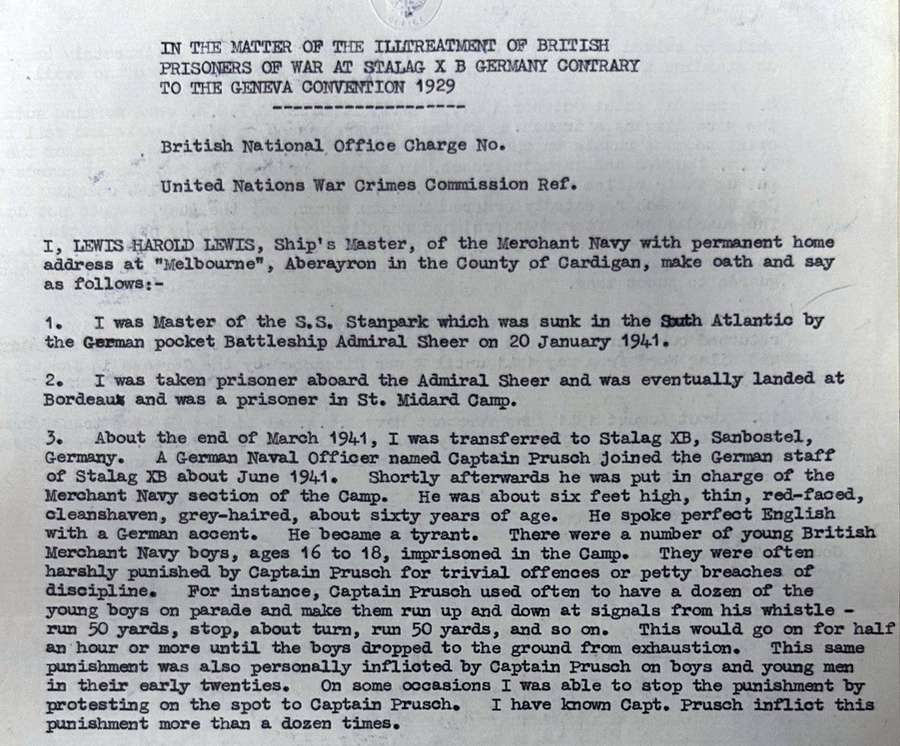 IN THE MATTER OF THE ILLTREATMENT OF BRITISH
PRISONERS OF WAR AT STALAG X B GERMANY CONTRARY
TO THE GENEVA CONVENTION 1929
-------------------
British National Office Charge No.
United Nations War Crimes Commission Ref.
I, LEWIS HAROLD LEWIS, Ship's Master, of the Merchant Navy with permanent home
address at "Melbourne", Aberayron in the County of Cardigan, make oath and say
as follows:-
1. I was Master of the S.S. Stanpark which was sunk in the South Atlantic by
the German pocket Battleship Admiral Sheer on 20 January 1941.
2. I was taken prisoner aboard the Admiral Sheer and was eventually landed at
Bordeaux and was a prisoner in St. Midard Camp.
3. About the end of March 1941, I was transferred to Stalag XB, Sanbostel,
Germany. A German Naval Officer named Captain Prusch joined the German staff
of Stalag XB about June 1941. Shortly afterwards he was put in charge of the
Merchant Navy section of the Camp. He was about six feet high, thin, red-faced,
cleanshaven, grey-haired, about sixty years of age. He spoke perfect English
with a German accent. He became a tyrant. There were a number of young British
Merchant Navy boys, ages 16 to 18, imprisoned in the Camp. They were often
harshly punished by Captain Prusch for trivial offences or petty breaches of
discipline. For instance, Captain Prusch used often to have a dozen of the
young boys on parade and make them run up and down at signals from his whistle -
run 50 yards, stop, about turn, run 50 yards, and so on. This would go on for half
an hour or more until the boys dropped to the ground from exhaustion. This same
punishment was also personally inflicted by Captain Prusch on boys and young men
in their early twenties. On some occasions I was able to stop the punishment by
protesting on the spot to Captain Prusch. I have known Capt. Prusch inflict this
punishment more than a dozen times.